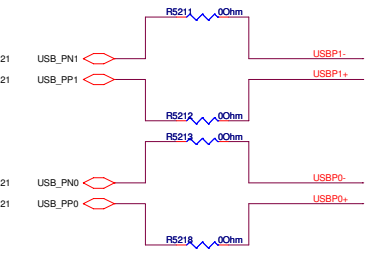 R5211 0Ohm
21 USB_PN1 USBP1-
21 USB_PP1 USBP1+
R5212 0Ohm
R5213 0Ohm
21 USB_PN0 USBP0-
21 USB_PP0 USBP0+
R5218 0Ohm